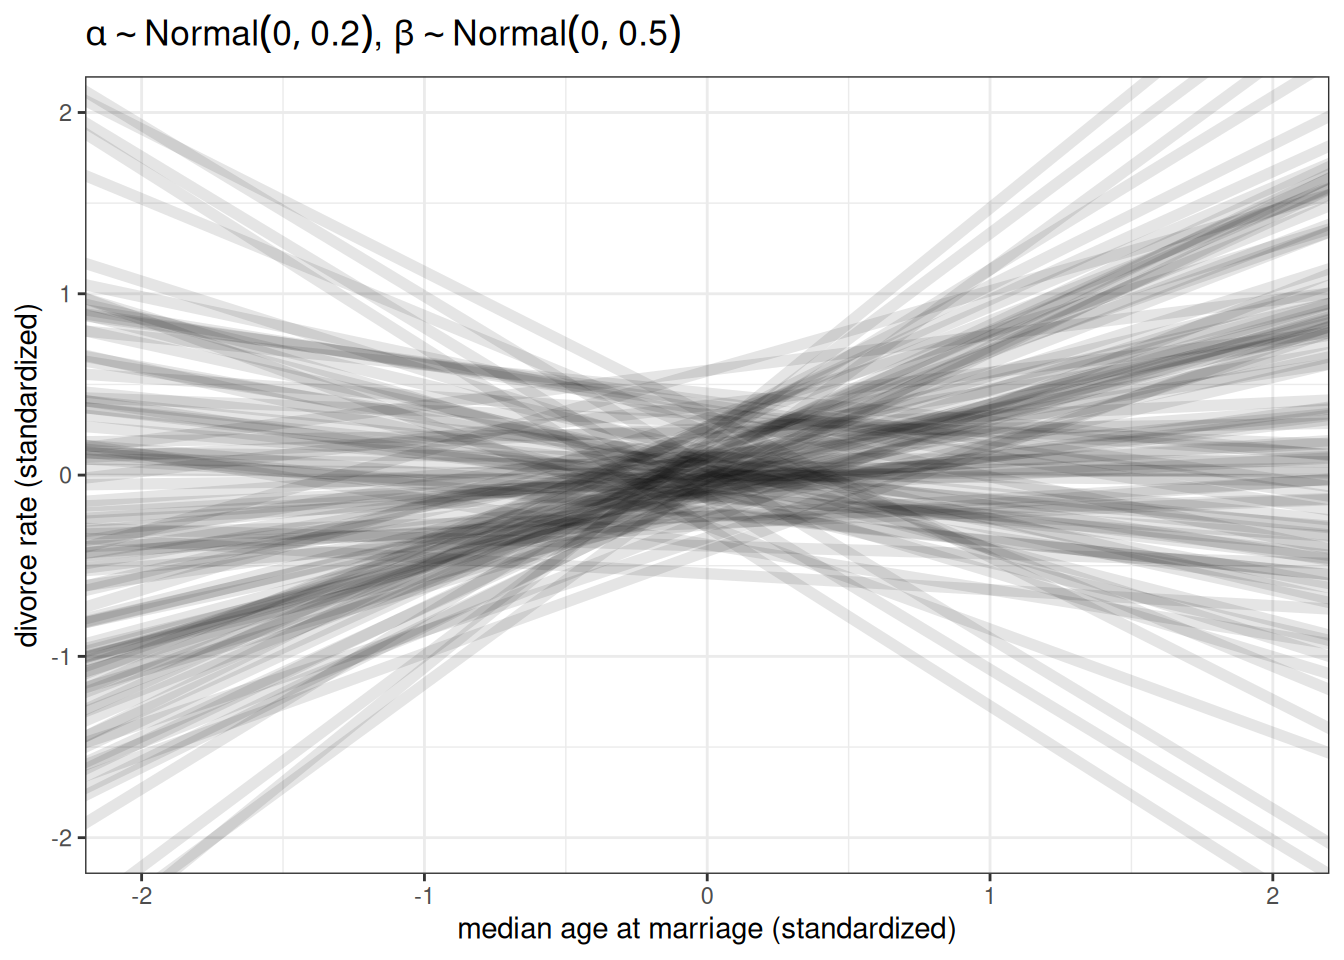 α ~ Normal(0, 0.2), β ~ Normal(0, 0.5)
divorce rate (standardized)
2
1
0
-1
-2
-2 -1 0 1 2
median age at marriage (standardized)